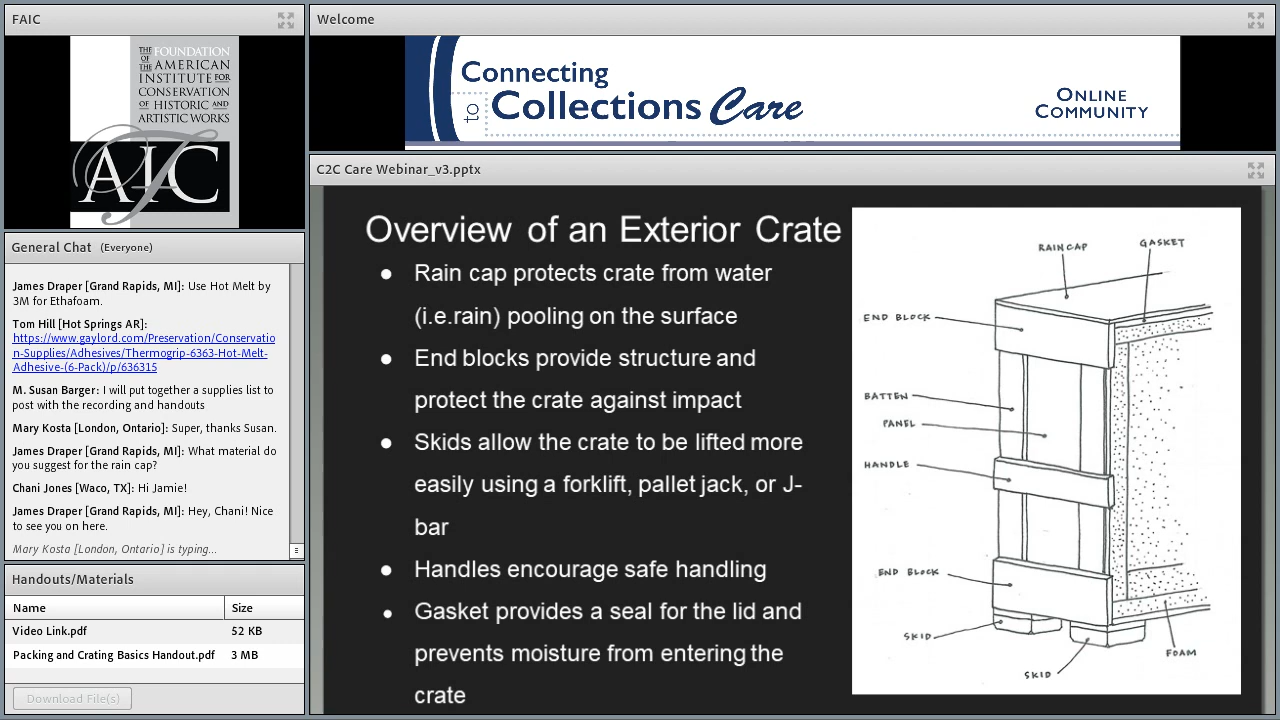 FAIC
THE FOUNDATION
OF THE AMERICAN
INSTITUTE FOR
CONSERVATION
OF HISTORIC AND
ARTISTIC WORKS
FAIC
General Chat (Everyone)
James Draper [Grand Rapids, MI]: Use Hot Melt by
3M for Ethafoam.
Tom Hill [Hot Springs AR]:
https://www.gaylord.com/Preservation/Conservatio
n-Supplies/Adhesives/Thermogrip-6363-Hot-Melt-
Adhesive-(6-Pack)/p/636315
M. Susan Barger: I will put together a supplies list to
post with the recording and handouts
Mary Kosta [London, Ontario]: Super, thanks Susan.
James Draper [Grand Rapids, MI]: What material do
you suggest for the rain cap?
Chani Jones [Waco, TX]: Hi Jamie!
James Draper [Grand Rapids, MI]: Hey, Chani! Nice
to see you on here.
Mary Kosta [London, Ontario] is typing...
Handouts/Materials
Name Size
Video Link.pdf 52 KB
Packing and Crating Basics Handout.pdf 3 MB
Download File(s)
Welcome
Connecting
to Collections Care
ONLINE
COMMUNITY
C2C Care Webinar_v3.pptx
Overview of an Exterior Crate
● Rain cap protects crate from water
(i.e.rain) pooling on the surface
● End blocks provide structure and
protect the crate against impact
● Skids allow the crate to be lifted more
easily using a forklift, pallet jack, or J-
bar
● Handles encourage safe handling
● Gasket provides a seal for the lid and
prevents moisture from entering the
crate
RAIN CAP
GASKET
END BLOCK
BATTEN
PANEL
HANDLE
END BLOCK
SKID
FOAM
SKID